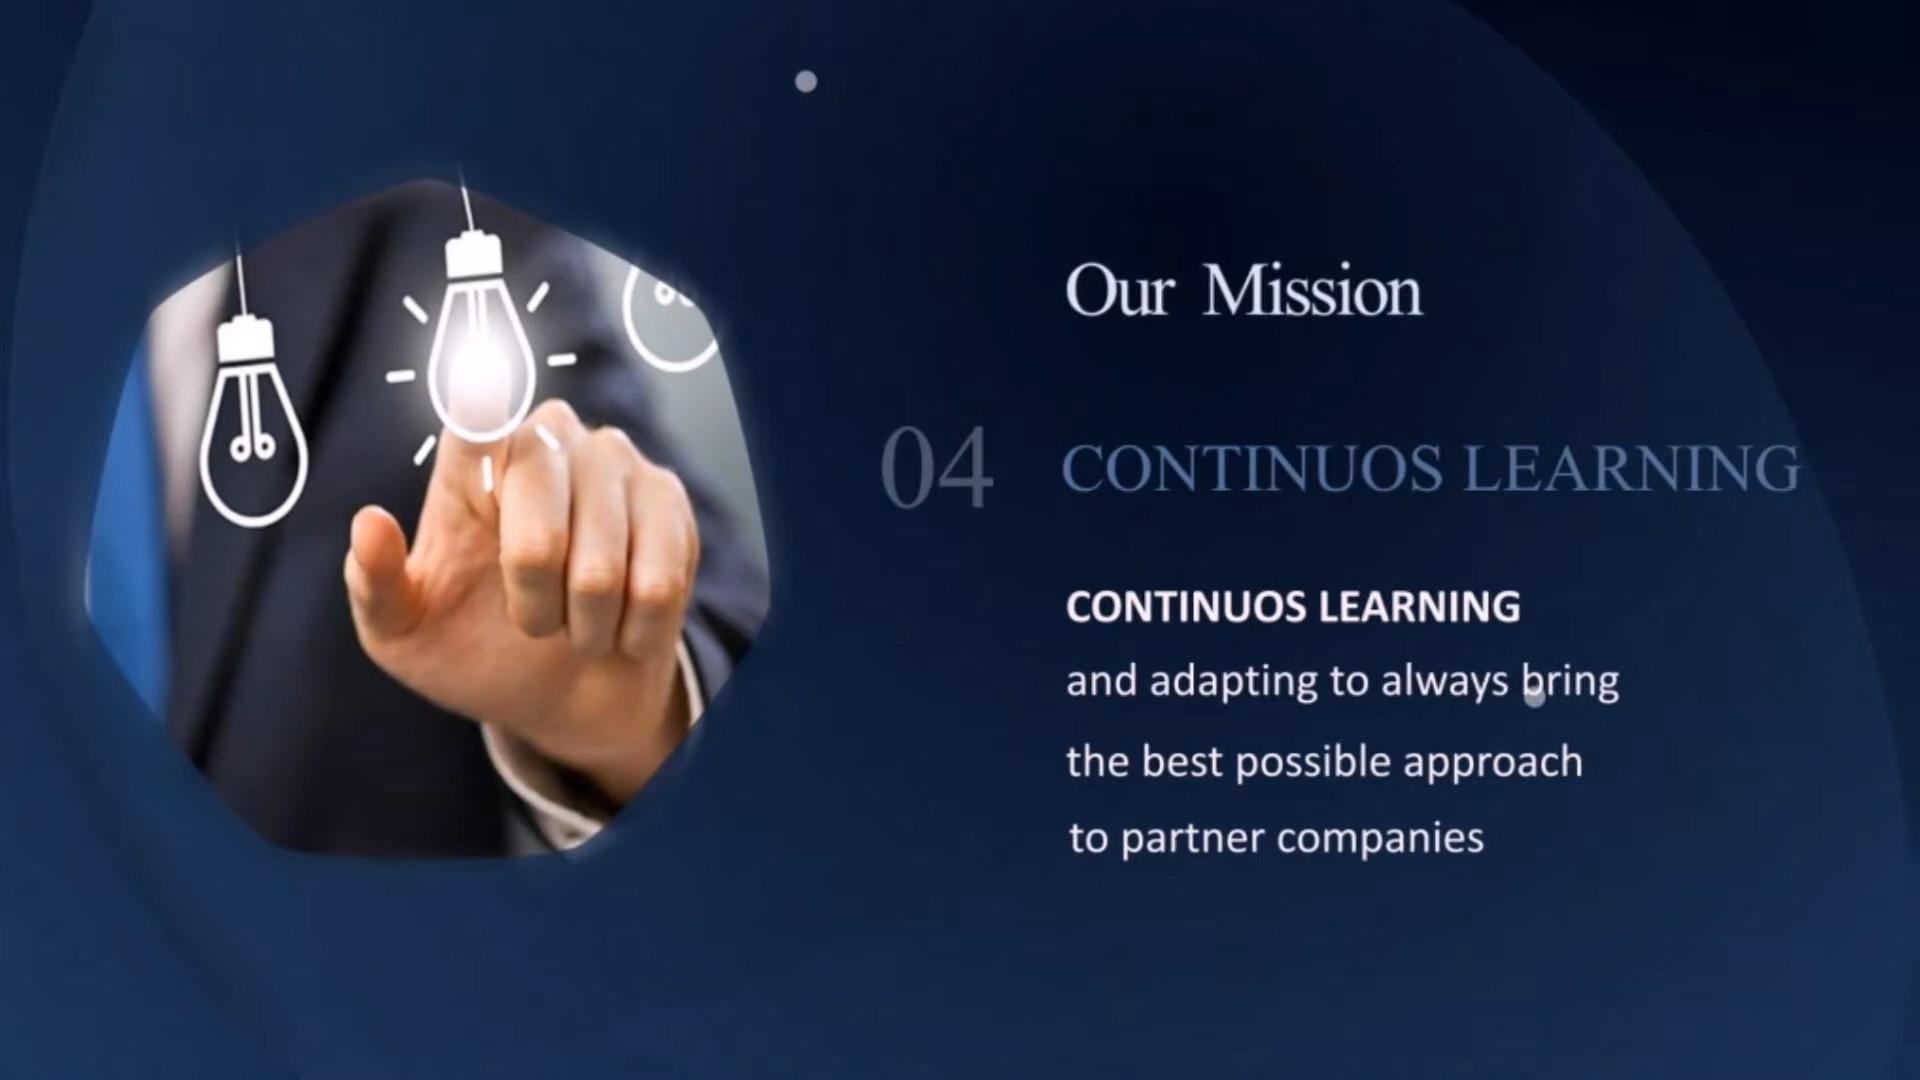 Our Mission
04 CONTINUOS LEARNING
CONTINUOS LEARNING
and adapting to always bring
the best possible approach
to partner companies